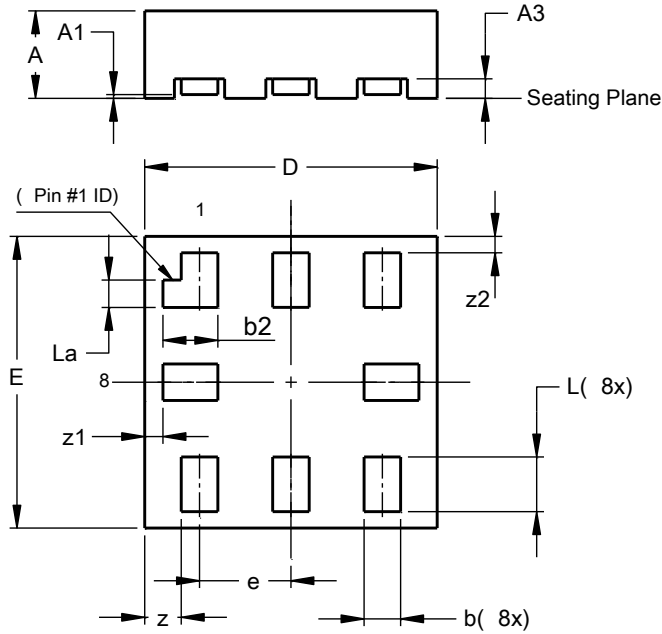 A1
A3
A
Seating Plane
D
( Pin #1 ID)
1
z2
b2
La
E
8
L( 8x)
z1
e
z
b( 8x)